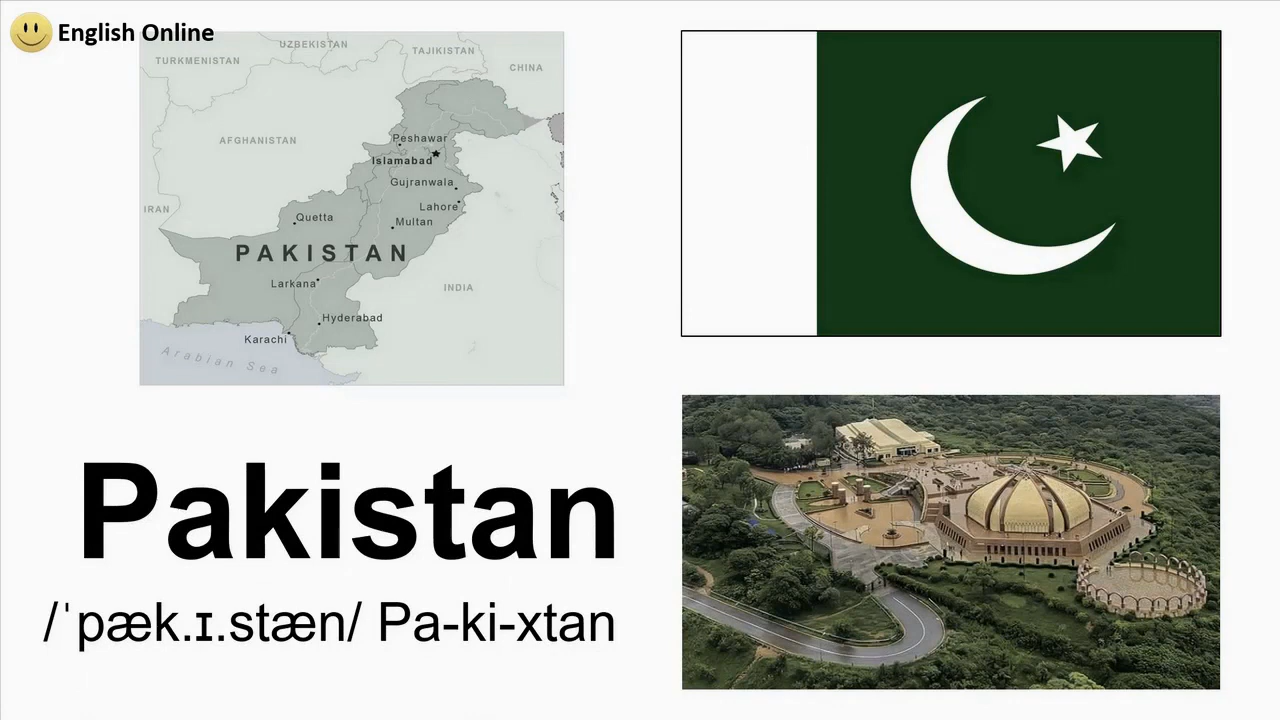 English Online
UZBEKISTAN
TAJIKISTAN
TURKMENISTAN
CHINA
AFGHANISTAN
Peshawar
Islamabad
Gujranwala
IRAN
Lahore
Quetta
Multan
PAKISTAN
Larkana
INDIA
Hyderabad
Karachi
Arabian Sea
Pakistan
/ˈpæk.ɪ.stæn/ Pa-ki-xtan